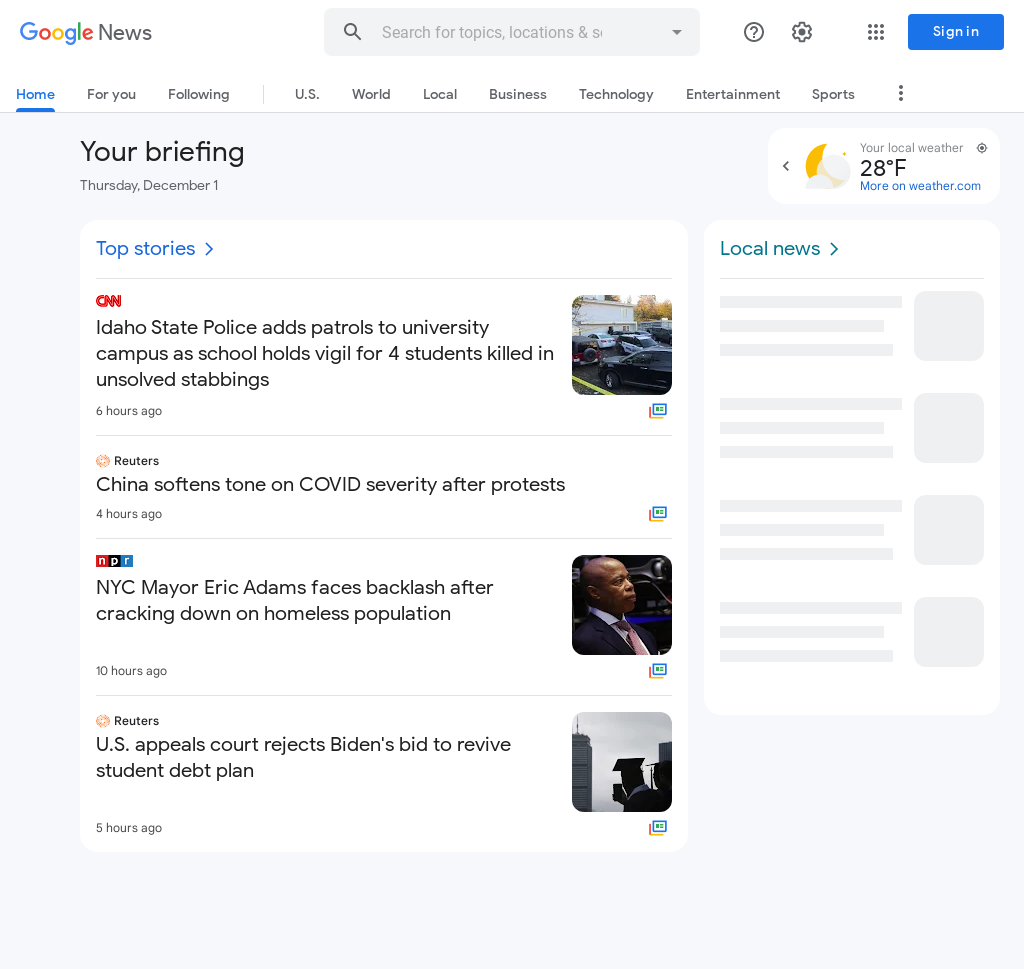 Google News
Search for topics, locations & s
Sign in
Home For you Following U.S. World Local Business Technology Entertainment Sports
Your briefing
Thursday, December 1
Your local weather
28°F
More on weather.com
Top stories
CNN
Idaho State Police adds patrols to university
campus as school holds vigil for 4 students killed in
unsolved stabbings
6 hours ago
Reuters
China softens tone on COVID severity after protests
4 hours ago
npr
NYC Mayor Eric Adams faces backlash after
cracking down on homeless population
10 hours ago
Reuters
U.S. appeals court rejects Biden's bid to revive
student debt plan
5 hours ago
Local news